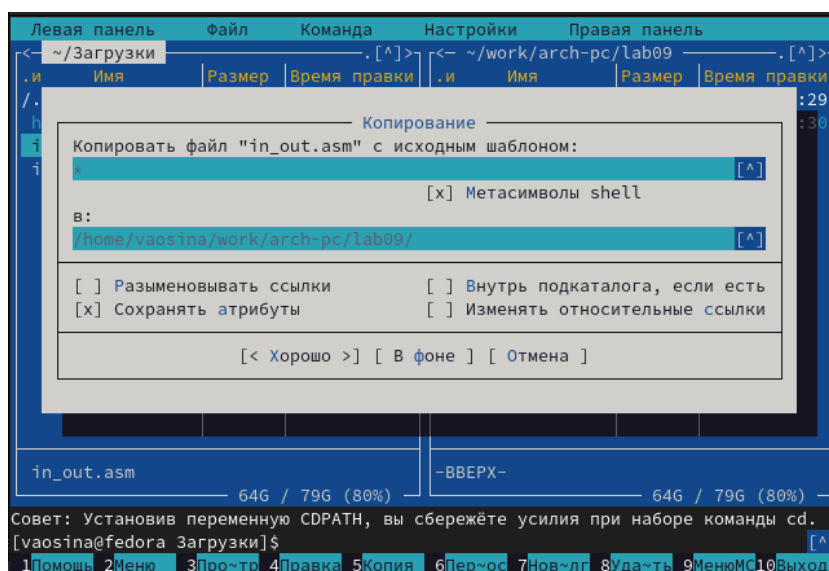 Левая панель Файл Команда Настройки Правая панель
<— ~/Загрузки .[^]> <— ~/work/arch-pc/lab09 .[^]>
.и Имя Размер Время правки .и Имя Размер Время правки
/. :29
h :30
i
i
Копирование
Копировать файл "in_out.asm" с исходным шаблоном:
* [^]
[x] Метасимволы shell
в:
/home/vaosina/work/arch-pc/lab09/ [^]
[ ] Разыменовывать ссылки [ ] Внутрь подкаталога, если есть
[x] Сохранять атрибуты [ ] Изменять относительные ссылки
[< Хорошо >] [ В фоне ] [ Отмена ]
in_out.asm -ВВЕРХ-
64G / 79G (80%) 64G / 79G (80%)
Совет: Установив переменную CDPATH, вы сбережёте усилия при наборе команды cd.
[vaosina@fedora Загрузки]$ [^
1Помощь 2Меню 3Про~тр 4Правка 5Копия 6Пер~ос 7Нов~лг 8Уда~ть 9МенюМС 10Выход